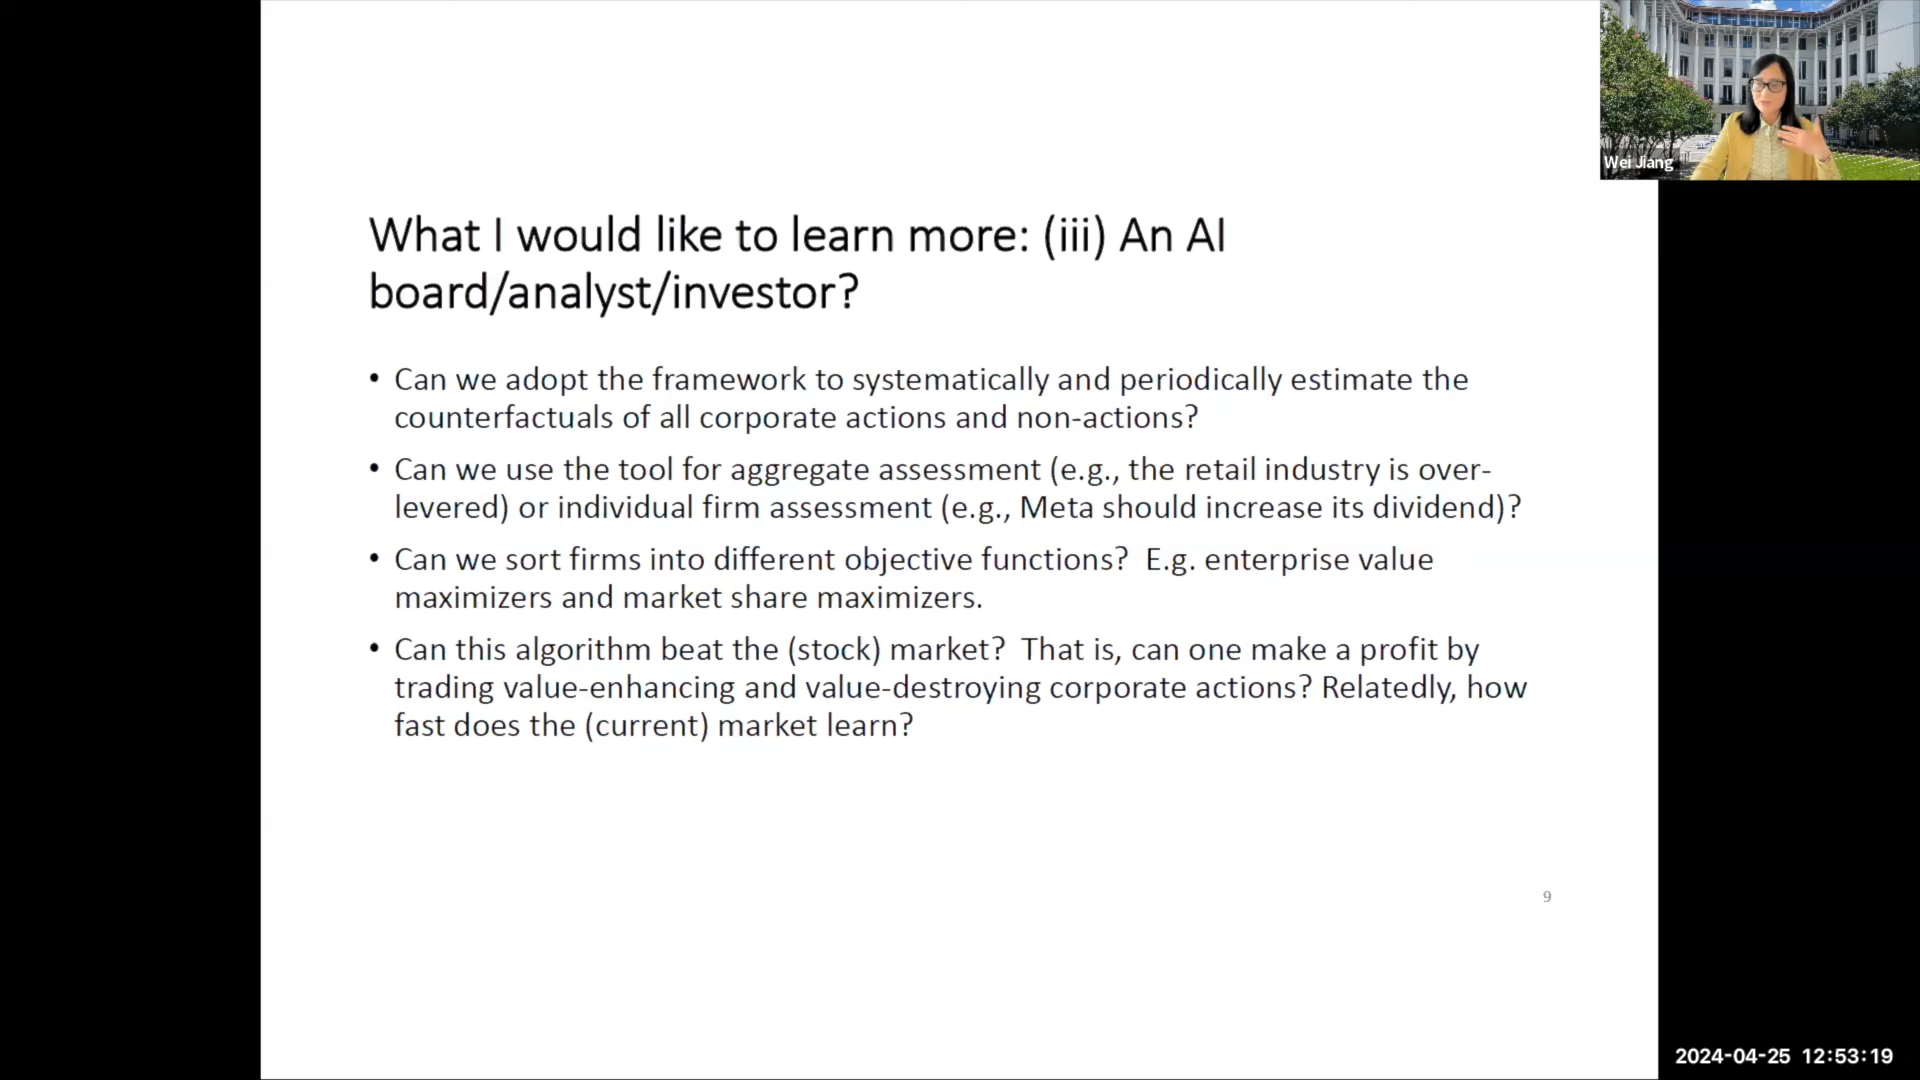 Wei Jiang
What I would like to learn more: (iii) An AI
board/analyst/investor?
• Can we adopt the framework to systematically and periodically estimate the
counterfactuals of all corporate actions and non-actions?
• Can we use the tool for aggregate assessment (e.g., the retail industry is over-
levered) or individual firm assessment (e.g., Meta should increase its dividend)?
• Can we sort firms into different objective functions?  E.g. enterprise value
maximizers and market share maximizers.
• Can this algorithm beat the (stock) market?  That is, can one make a profit by
trading value-enhancing and value-destroying corporate actions? Relatedly, how
fast does the (current) market learn?
9
2024-04-25 12:53:19